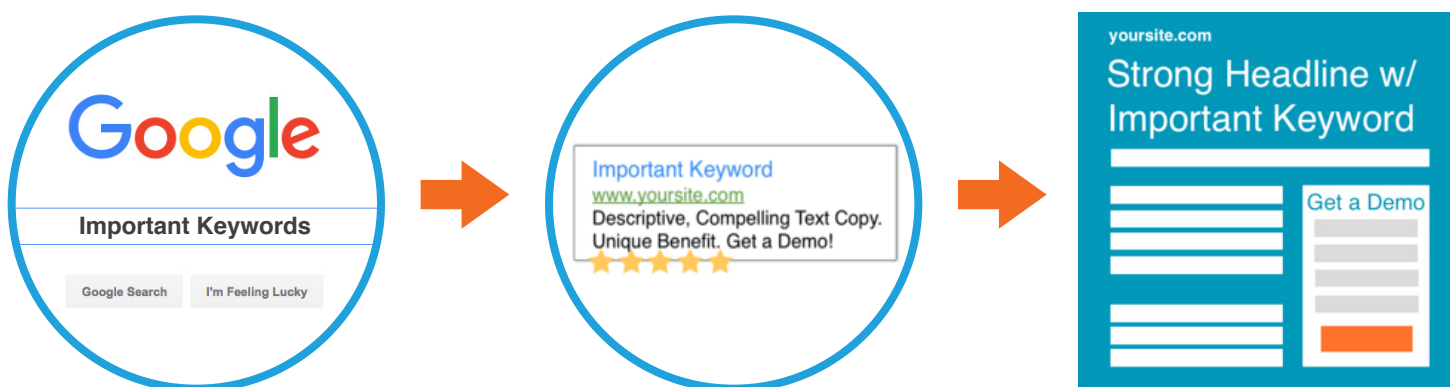 Google
Important Keywords
Google Search
I'm Feeling Lucky
Important Keyword
www.yoursite.com
Descriptive, Compelling Text Copy.
Unique Benefit. Get a Demo!
yoursite.com
Strong Headline w/
Important Keyword
Get a Demo